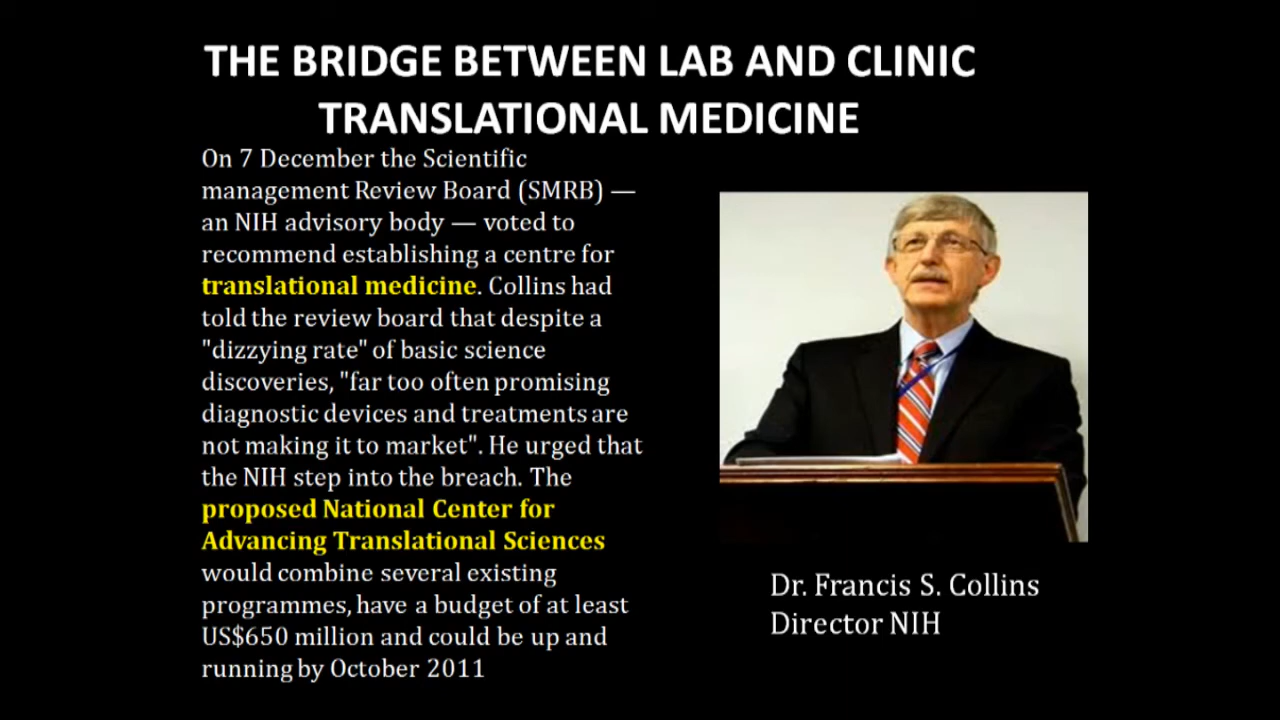 THE BRIDGE BETWEEN LAB AND CLINIC
TRANSLATIONAL MEDICINE
On 7 December the Scientific
management Review Board (SMRB) —
an NIH advisory body — voted to
recommend establishing a centre for
translational medicine. Collins had
told the review board that despite a
"dizzying rate" of basic science
discoveries, "far too often promising
diagnostic devices and treatments are
not making it to market". He urged that
the NIH step into the breach. The
proposed National Center for
Advancing Translational Sciences
would combine several existing
programmes, have a budget of at least
US$650 million and could be up and
running by October 2011
Dr. Francis S. Collins
Director NIH